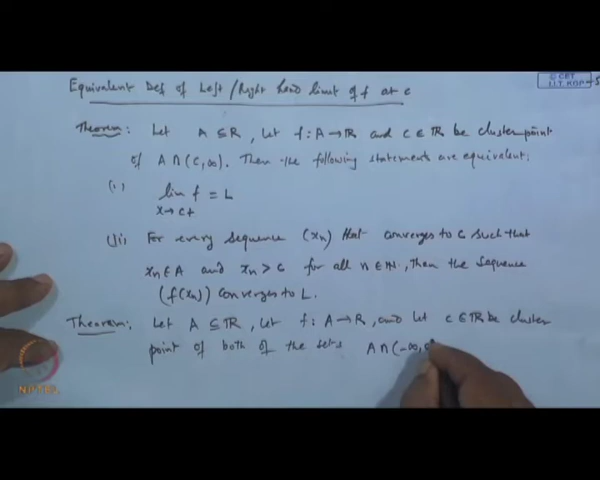 Equivalent Def of Left/Right hand limit of f at c
© CET
I.I.T. KGP
Theorem: Let A ⊆ R, Let f: A → R and c ∈ R be cluster point
of A ∩ (c, ∞). Then the following statements are equivalent:
(i) lim f = L
x → c+
(ii) For every sequence (xn) that converges to c such that
xn ∈ A and xn > c for all n ∈ N, Then the sequence
(f(xn)) converges to L.
Theorem: Let A ⊆ R, Let f: A → R, and let c ∈ R be cluster
point of both of the sets A ∩ (-∞, c)
NPTEL